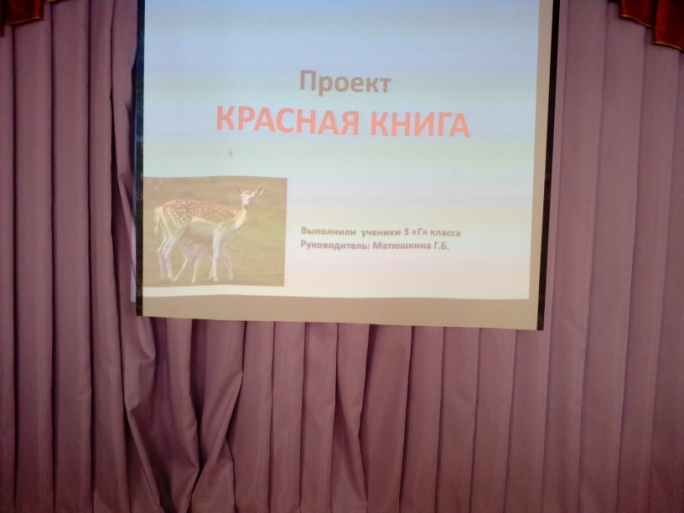 Проект
КРАСНАЯ КНИГА
Выполнили ученики 3 «Г» класса
Руководитель: Матюшкина Г.Б.